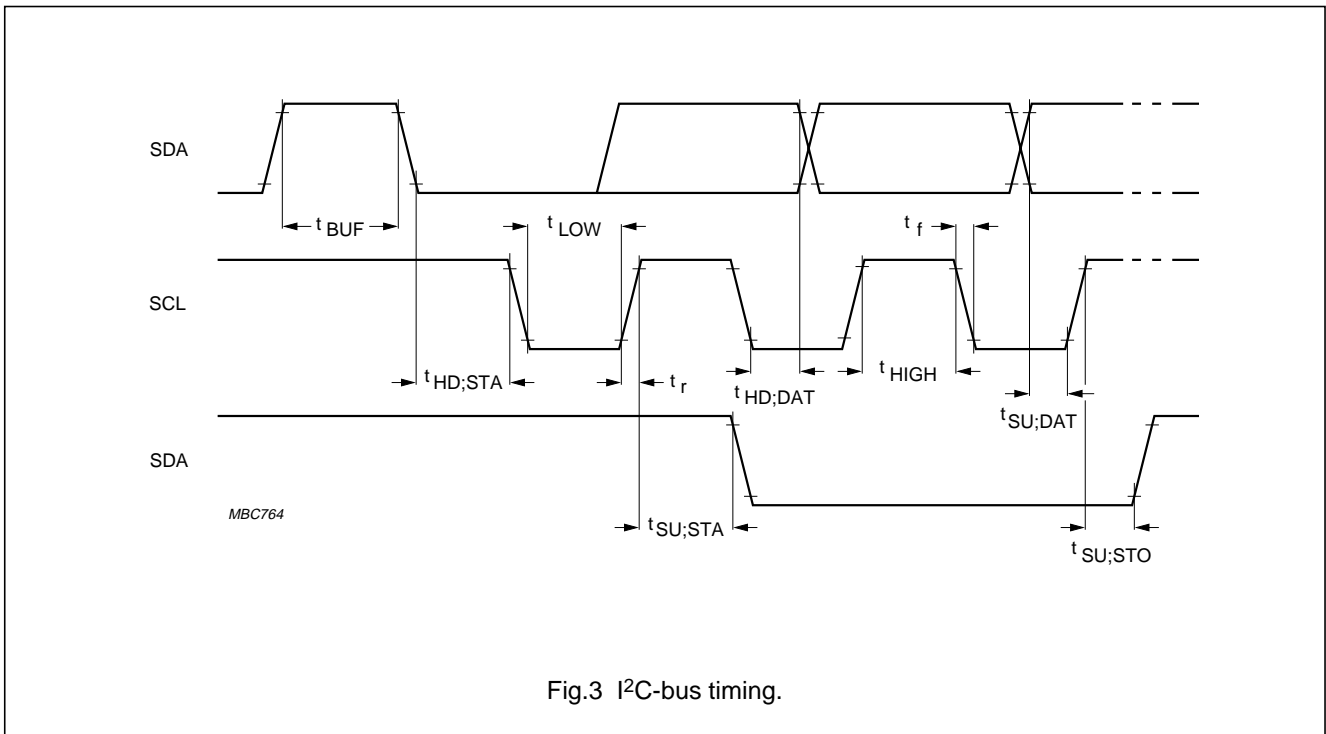 SDA
t BUF
t LOW
t f
SCL
t HD;STA
t r
t HD;DAT
t HIGH
t SU;DAT
SDA
MBC764
t SU;STA
t SU;STO
Fig.3 I²C-bus timing.